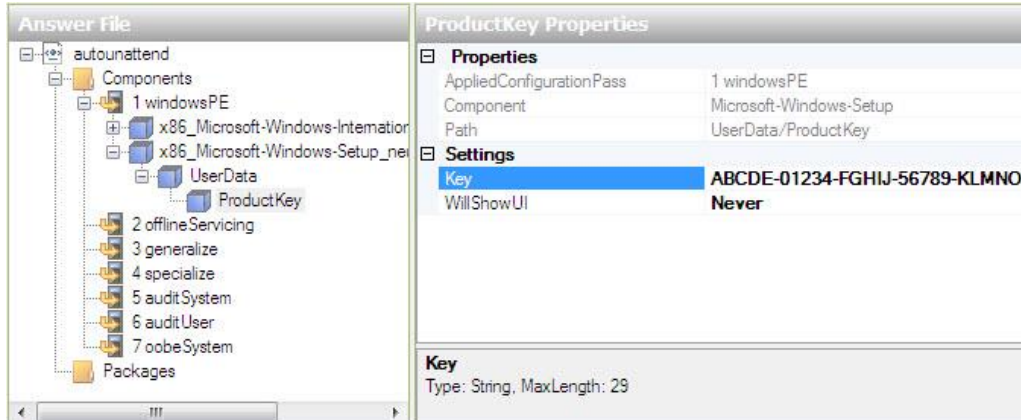 Answer File
autounattend
Components
1 windowsPE
x86_Microsoft-Windows-Internation
x86_Microsoft-Windows-Setup_neu
UserData
ProductKey
2 offlineServicing
3 generalize
4 specialize
5 auditSystem
6 auditUser
7 oobeSystem
Packages
ProductKey Properties
Properties
AppliedConfigurationPass 1 windowsPE
Component Microsoft-Windows-Setup
Path UserData/ProductKey
Settings
Key ABCDE-01234-FGHIJ-56789-KLMNO
WillShowUI Never
Key
Type: String, MaxLength: 29